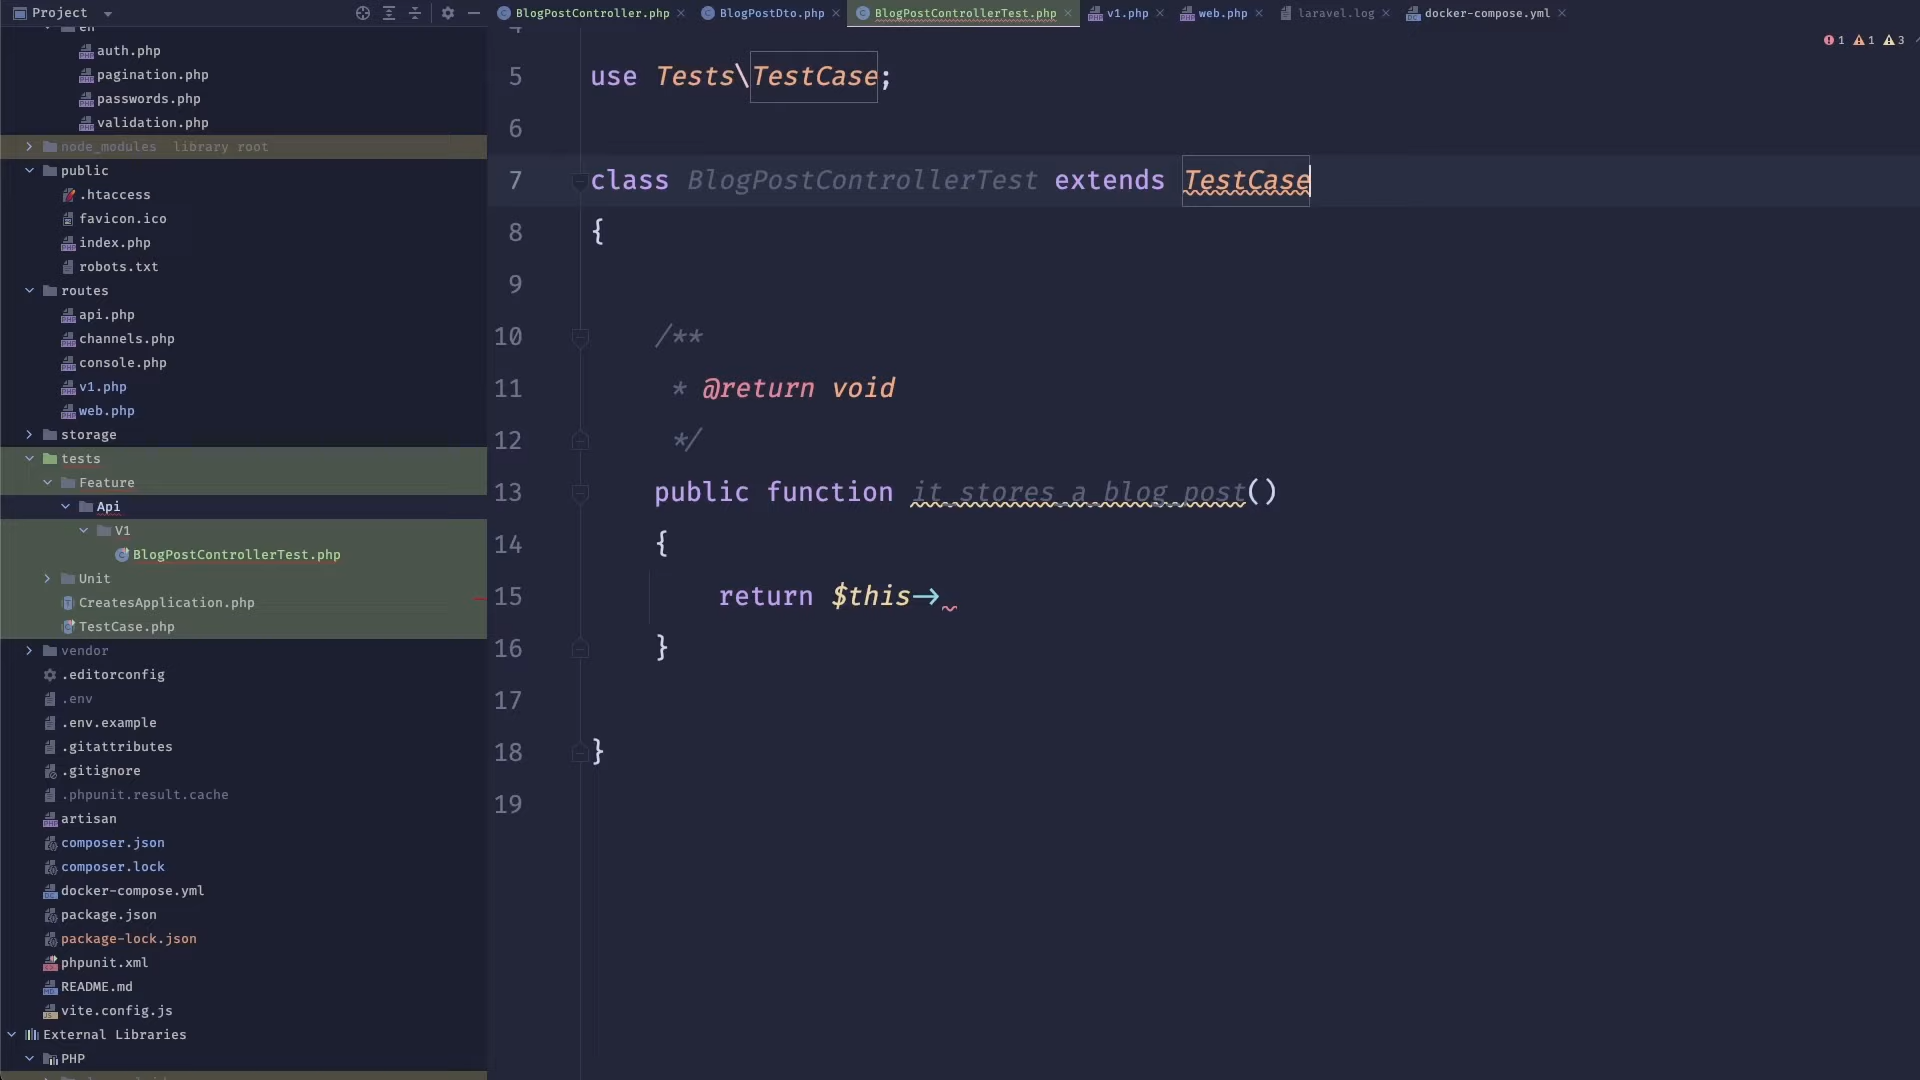 Project
BlogPostController.php
BlogPostDto.php
BlogPostControllerTest.php
v1.php
web.php
laravel.log
docker-compose.yml
1
1
3
en
auth.php
pagination.php
passwords.php
validation.php
node_modules library root
public
.htaccess
favicon.ico
index.php
robots.txt
routes
api.php
channels.php
console.php
v1.php
web.php
storage
tests
Feature
Api
V1
BlogPostControllerTest.php
Unit
CreatesApplication.php
TestCase.php
vendor
.editorconfig
.env
.env.example
.gitattributes
.gitignore
.phpunit.result.cache
artisan
composer.json
composer.lock
docker-compose.yml
package.json
package-lock.json
phpunit.xml
README.md
vite.config.js
External Libraries
PHP
4
5 use Tests\TestCase;
6
7 class BlogPostControllerTest extends TestCase
8 {
9
10 /**
11 * @return void
12 */
13 public function it_stores_a_blog_post()
14 {
15 return $this->
16 }
17
18 }
19